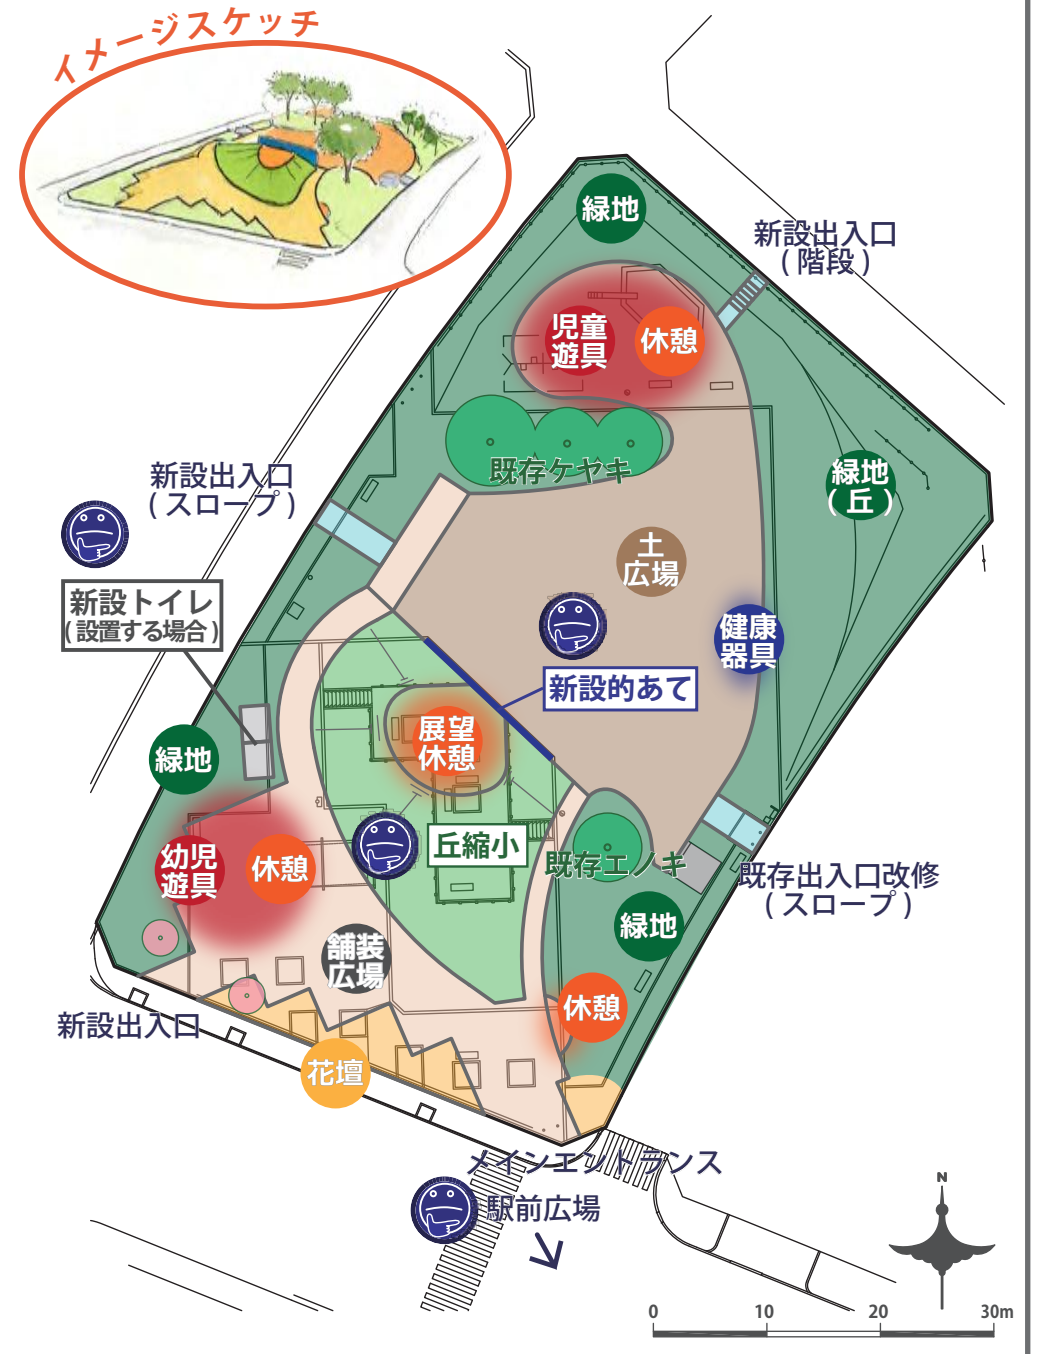 イメージスケッチ
緑地
新設出入口
(階段)
児童
遊具
休憩
既存ケヤキ
新設出入口
(スロープ)
緑地
(丘)
土
広場
新設トイレ
(設置する場合)
健康
器具
新設的あて
展望
休憩
緑地
丘縮小
幼児
遊具
休憩
既存エノキ
既存出入口改修
(スロープ)
緑地
舗装
広場
休憩
新設出入口
花壇
メインエントランス
駅前広場
N
0 10 20 30m